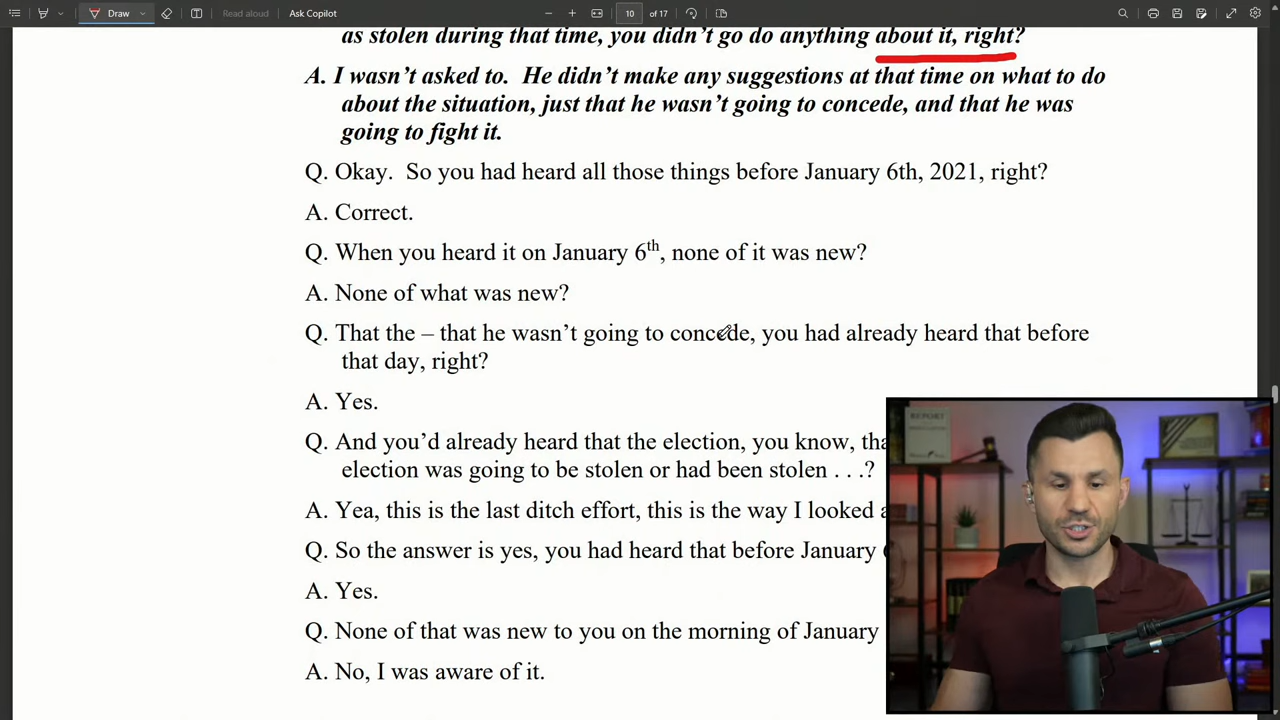 Draw
Read aloud
Ask Copilot
10 of 17
as stolen during that time, you didn't go do anything about it, right?
A. I wasn't asked to. He didn't make any suggestions at that time on what to do
about the situation, just that he wasn't going to concede, and that he was
going to fight it.
Q. Okay. So you had heard all those things before January 6th, 2021, right?
A. Correct.
Q. When you heard it on January 6th, none of it was new?
A. None of what was new?
Q. That the – that he wasn't going to concede, you had already heard that before
that day, right?
A. Yes.
Q. And you'd already heard that the election, you know,
election was going to be stolen or had been stolen . . .?
A. Yea, this is the last ditch effort, this is the way I looked
Q. So the answer is yes, you had heard that before January
A. Yes.
Q. None of that was new to you on the morning of January
A. No, I was aware of it.
REPORT